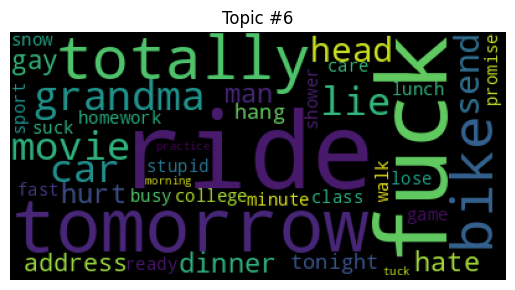 Topic #6
snow
totally
head
fuck
send
promise
gay
care
grandma
man
shower
lie
lunch
sport
homework
hang
suck
ride
bike
movie
practice
car
stupid
walk
lose
morning
fast
hurt
busy
college
minute
class
game
tomorrow
address
ready
dinner
tonight
hate
tuck